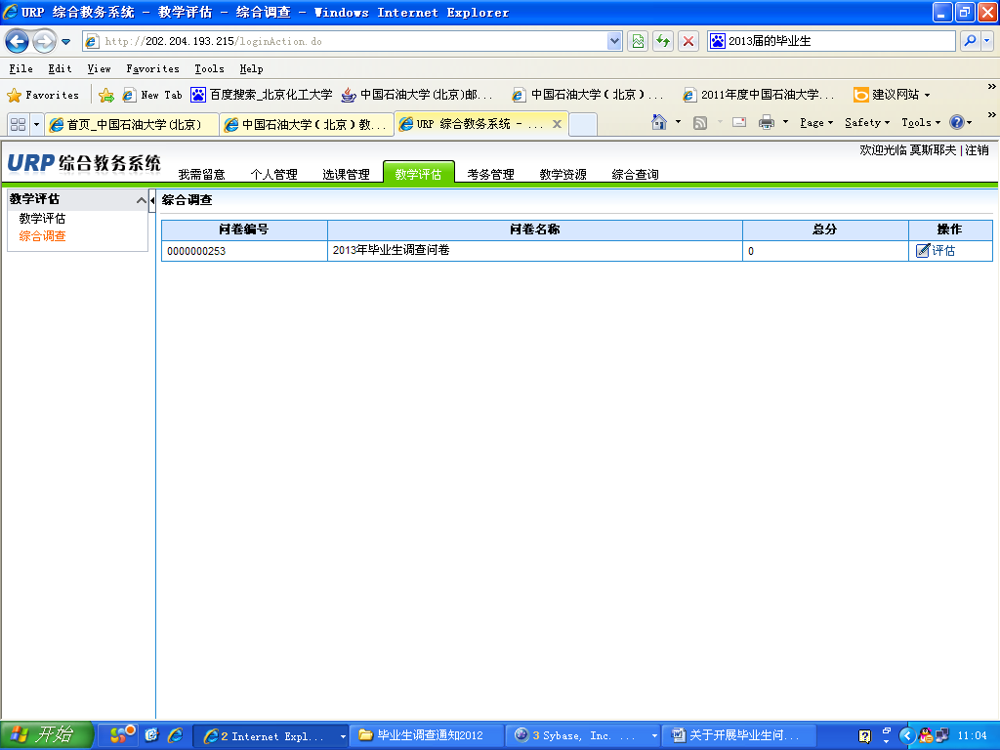 URP 综合教务系统 - 教学评估 - 综合调查 - Windows Internet Explorer
http://202.204.193.215/loginAction.do
2013届的毕业生
File Edit View Favorites Tools Help
Favorites New Tab 百度搜索_北京化工大学 中国石油大学(北京)邮... 中国石油大学（北京）... 2011年度中国石油大学... 建议网站
首页_中国石油大学(北京) 中国石油大学（北京）教... URP 综合教务系统 - ... Page Safety Tools
欢迎光临 莫斯耶夫 | 注销
URP 综合教务系统 我需留意 个人管理 选课管理 教学评估 考务管理 教学资源 综合查询
教学评估
教学评估
综合调查
综合调查
问卷编号 问卷名称 总分 操作
0000000253 2013年毕业生调查问卷 0 评估
开始 2 Internet Expl... 毕业生调查通知2012 3 Sybase, Inc. ... 关于开展毕业生问... 11:04